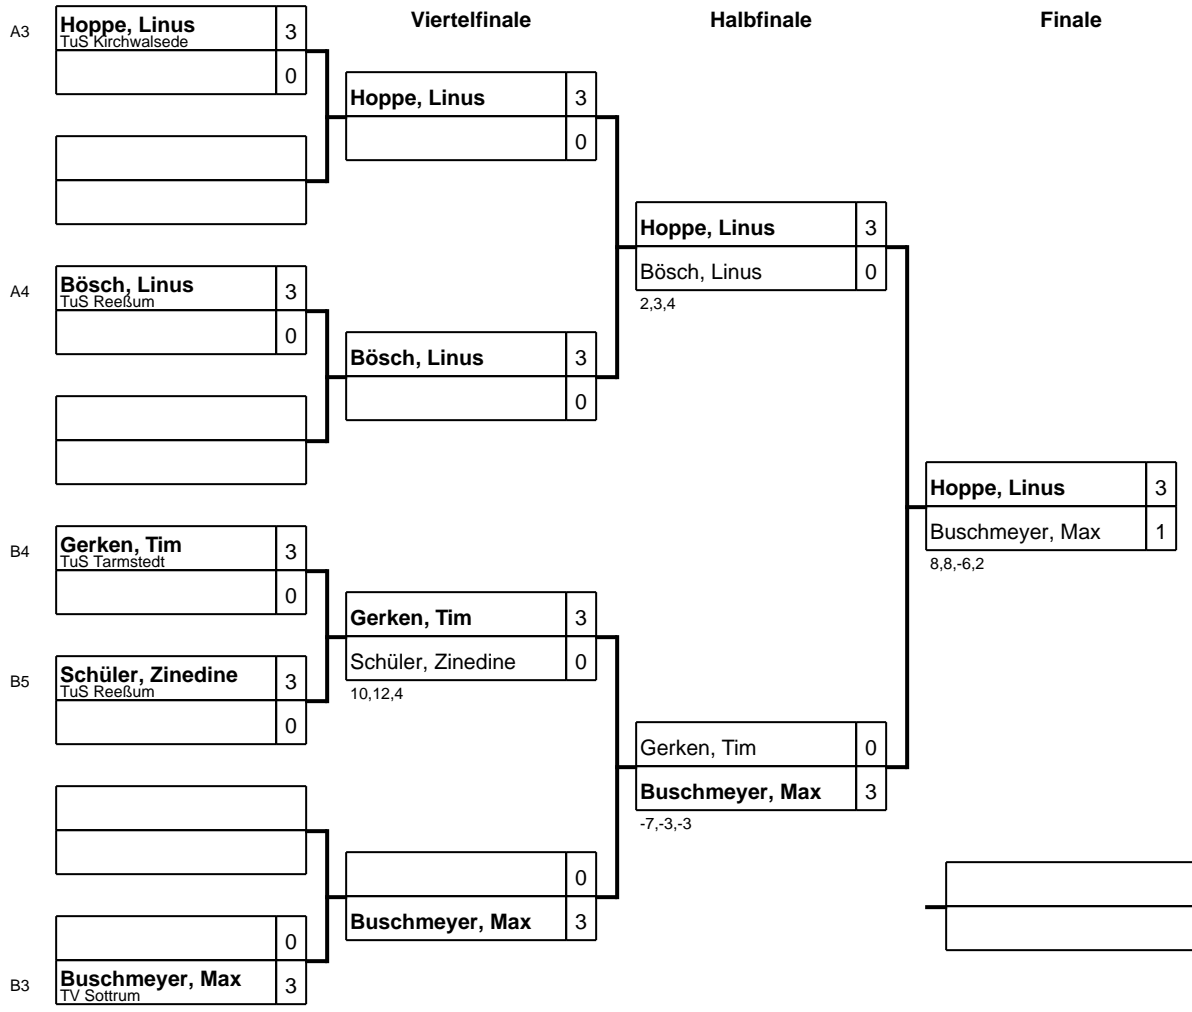 Viertelfinale
Halbfinale
Finale
A3
Hoppe, Linus
3
TuS Kirchwalsede
0
Hoppe, Linus
3
0
Hoppe, Linus
3
Bösch, Linus
0
2,3,4
A4
Bösch, Linus
3
TuS Reeßum
0
Bösch, Linus
3
0
Hoppe, Linus
3
Buschmeyer, Max
1
8,8,-6,2
B4
Gerken, Tim
3
TuS Tarmstedt
0
Gerken, Tim
3
Schüler, Zinedine
0
10,12,4
B5
Schüler, Zinedine
3
TuS Reeßum
0
Gerken, Tim
0
Buschmeyer, Max
3
-7,-3,-3
0
Buschmeyer, Max
3
0
B3
Buschmeyer, Max
3
TV Sottrum